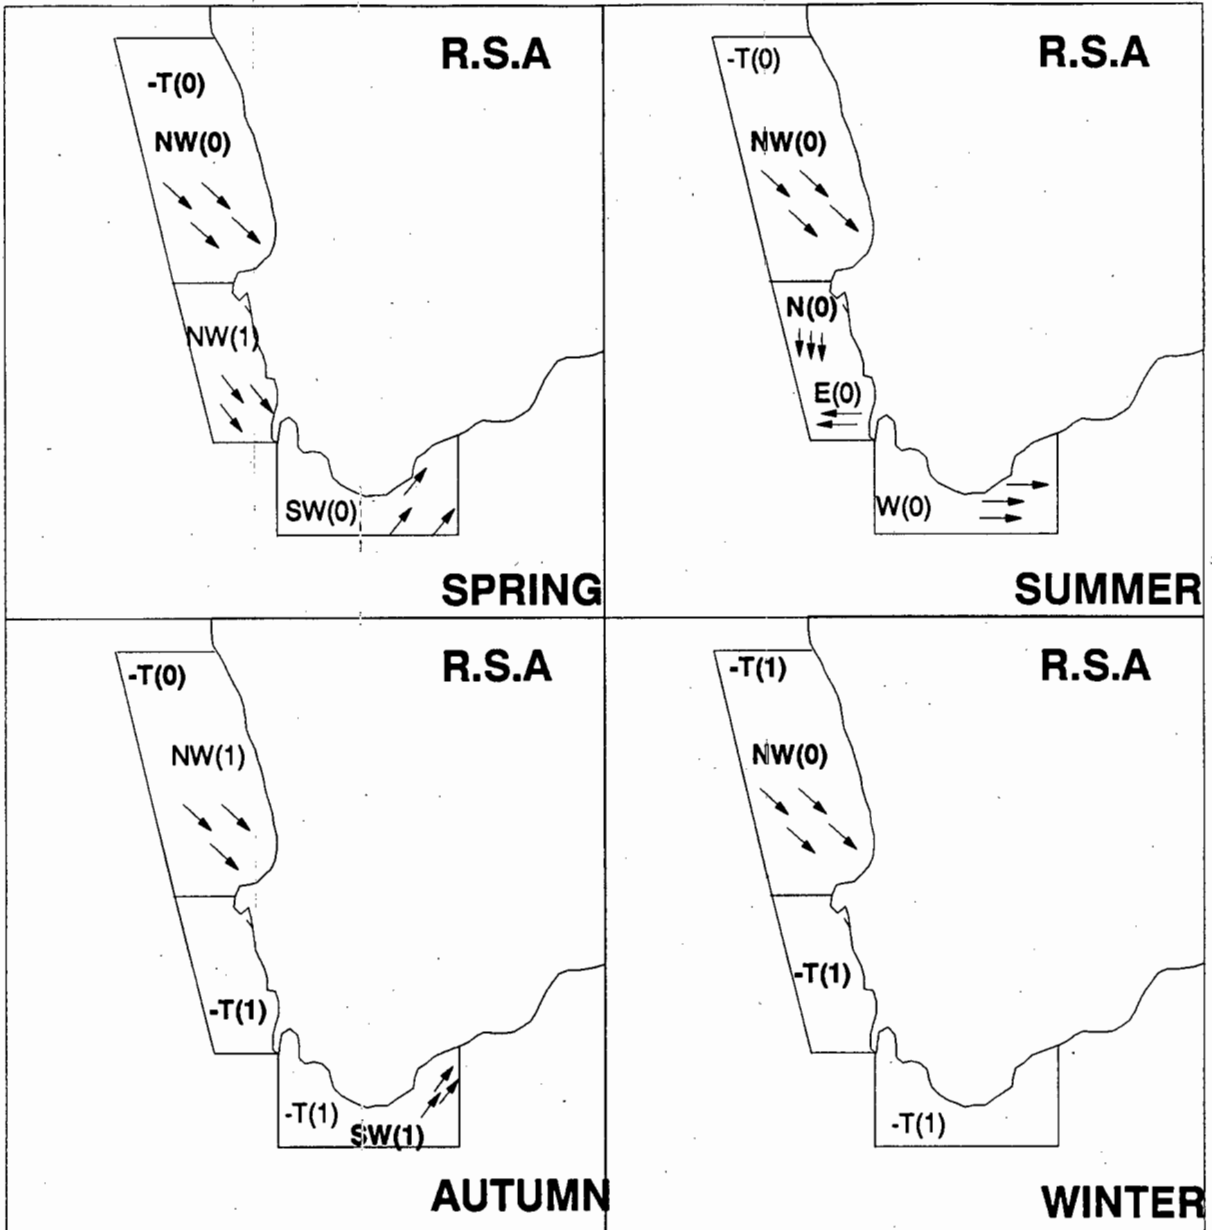 R.S.A
-T(0)
NW(0)
NW(1)
SW(0)
SPRING
R.S.A
-T(0)
NW(0)
N(0)
E(0)
W(0)
SUMMER
R.S.A
-T(0)
NW(1)
-T(1)
-T(1)
SW(1)
AUTUMN
R.S.A
-T(1)
NW(0)
-T(1)
-T(1)
WINTER